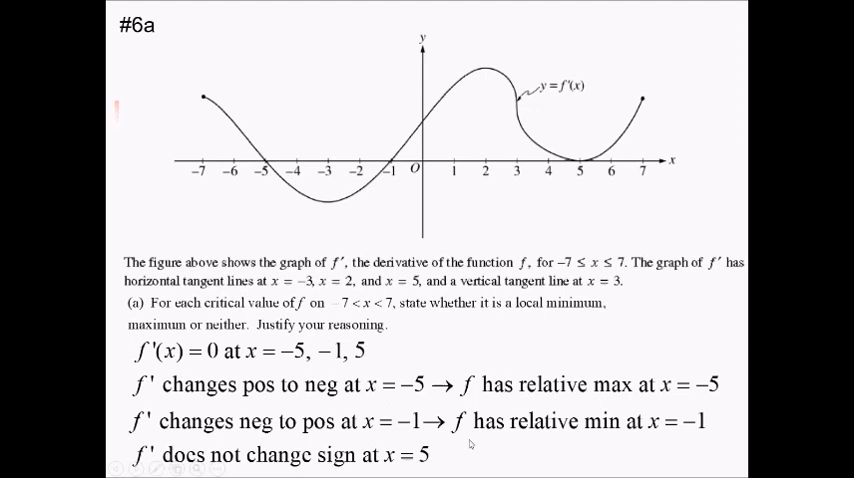 #6a
y
y = f'(x)
-7 -6 -5 -4 -3 -2 -1 O 1 2 3 4 5 6 7 x
The figure above shows the graph of f′, the derivative of the function f, for −7 ≤ x ≤ 7. The graph of f′ has
horizontal tangent lines at x = −3, x = 2, and x = 5, and a vertical tangent line at x = 3.
(a) For each critical value of f on −7 < x < 7, state whether it is a local minimum,
maximum or neither. Justify your reasoning.
f'(x) = 0 at x = −5, −1, 5
f' changes pos to neg at x = −5 → f has relative max at x = −5
f' changes neg to pos at x = −1 → f has relative min at x = −1
f' does not change sign at x = 5